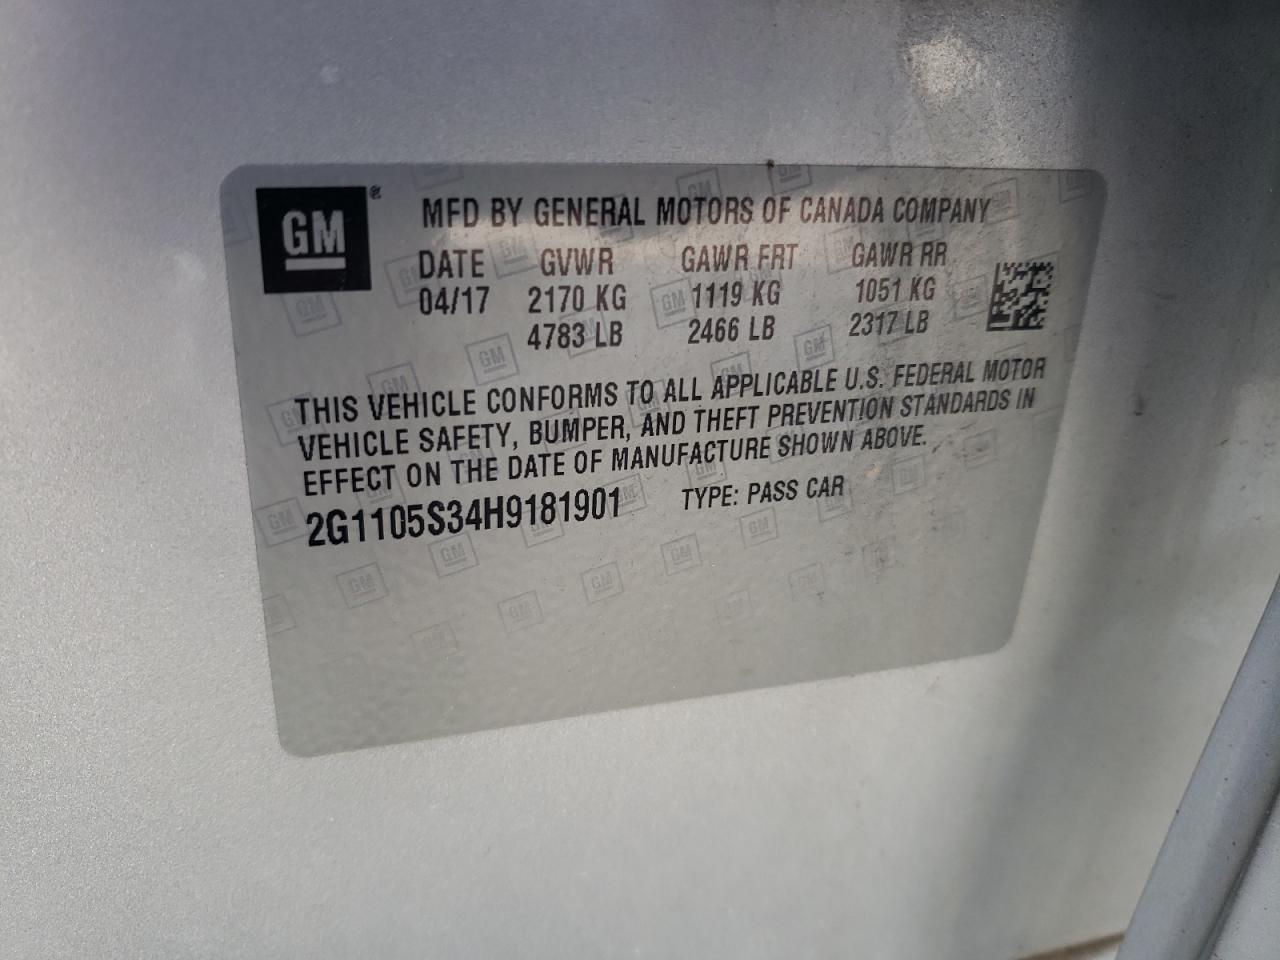 GM ®
MFD BY GENERAL MOTORS OF CANADA COMPANY
DATE GVWR GAWR FRT GAWR RR
04/17 2170 KG 1119 KG 1051 KG
4783 LB 2466 LB 2317 LB
THIS VEHICLE CONFORMS TO ALL APPLICABLE U.S. FEDERAL MOTOR
VEHICLE SAFETY, BUMPER, AND THEFT PREVENTION STANDARDS IN
EFFECT ON THE DATE OF MANUFACTURE SHOWN ABOVE.
2G1105S34H9181901 TYPE: PASS CAR